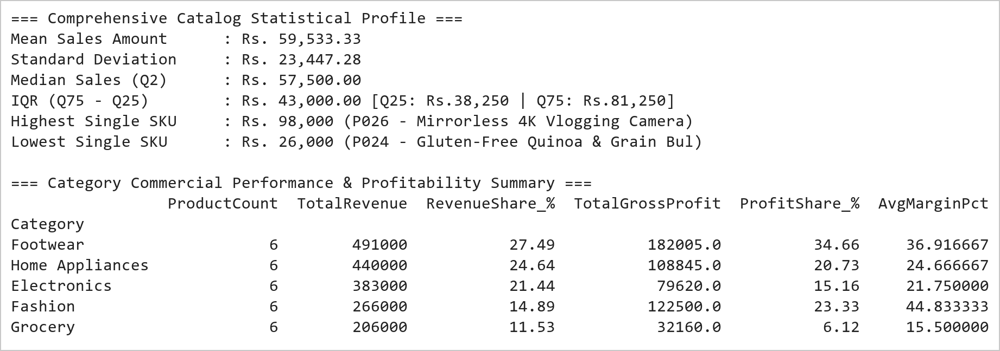 === Comprehensive Catalog Statistical Profile ===
Mean Sales Amount      : Rs. 59,533.33
Standard Deviation     : Rs. 23,447.28
Median Sales (Q2)      : Rs. 57,500.00
IQR (Q75 - Q25)        : Rs. 43,000.00 [Q25: Rs.38,250 | Q75: Rs.81,250]
Highest Single SKU     : Rs. 98,000 (P026 - Mirrorless 4K Vlogging Camera)
Lowest Single SKU      : Rs. 26,000 (P024 - Gluten-Free Quinoa & Grain Bul)

=== Category Commercial Performance & Profitability Summary ===
                 ProductCount  TotalRevenue  RevenueShare_%  TotalGrossProfit  ProfitShare_%  AvgMarginPct
Category
Footwear                    6        491000           27.49          182005.0          34.66     36.916667
Home Appliances             6        440000           24.64          108845.0          20.73     24.666667
Electronics                 6        383000           21.44           79620.0          15.16     21.750000
Fashion                     6        266000           14.89          122500.0          23.33     44.833333
Grocery                     6        206000           11.53           32160.0           6.12     15.500000